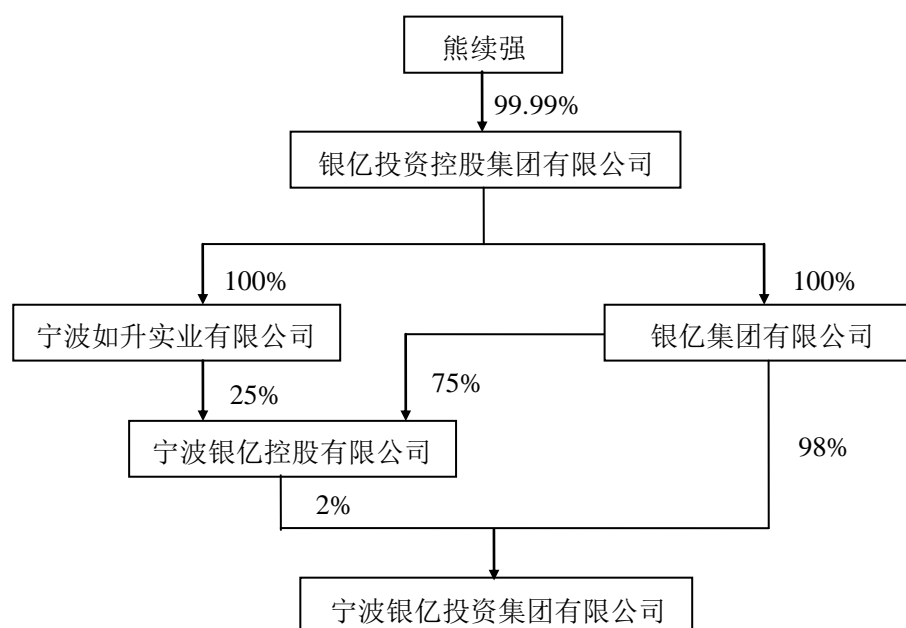 熊续强
99.99%
银亿投资控股集团有限公司
100%
100%
宁波如升实业有限公司
银亿集团有限公司
25%
75%
宁波银亿控股有限公司
98%
2%
宁波银亿投资集团有限公司